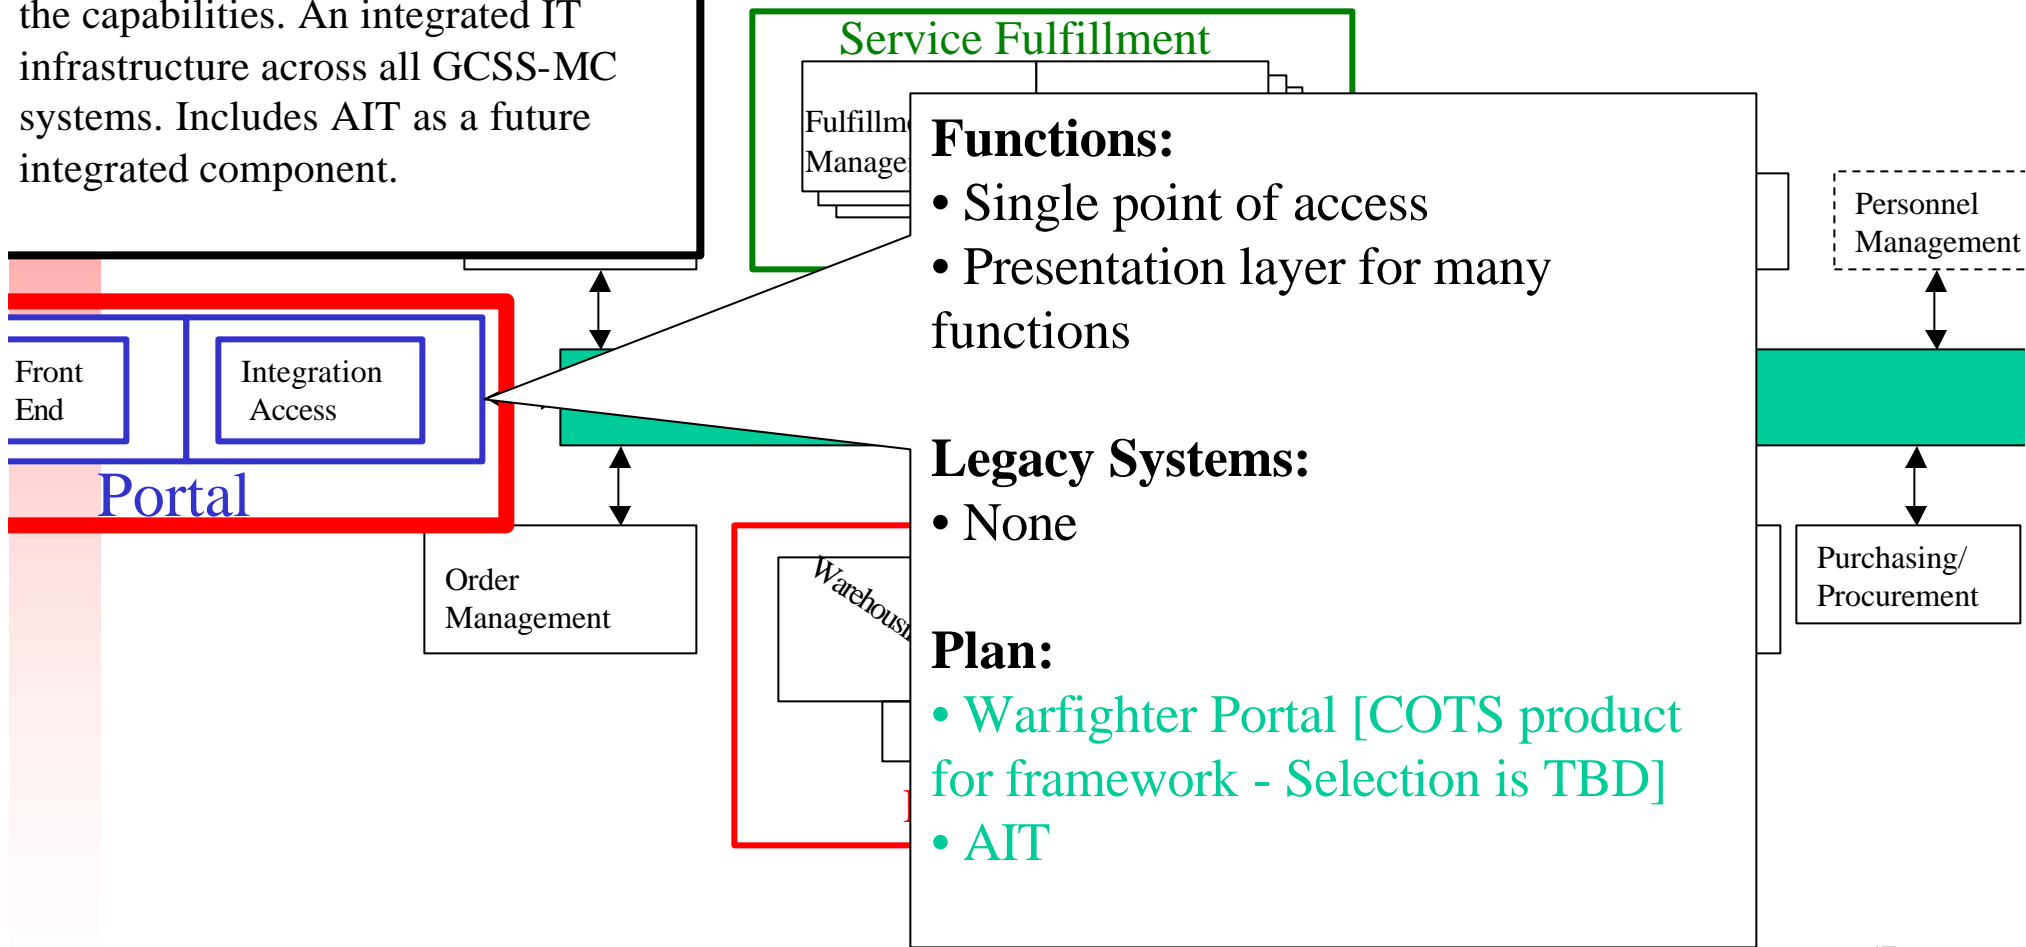 the capabilities. An integrated IT
infrastructure across all GCSS-MC
systems. Includes AIT as a future
integrated component.
Service Fulfillment
Functions:
• Single point of access
• Presentation layer for many
functions
Legacy Systems:
• None
Plan:
• Warfighter Portal [COTS product
for framework - Selection is TBD]
• AIT
Personnel
Management
Front
End
Integration
Access
Portal
Order
Management
Purchasing/
Procurement